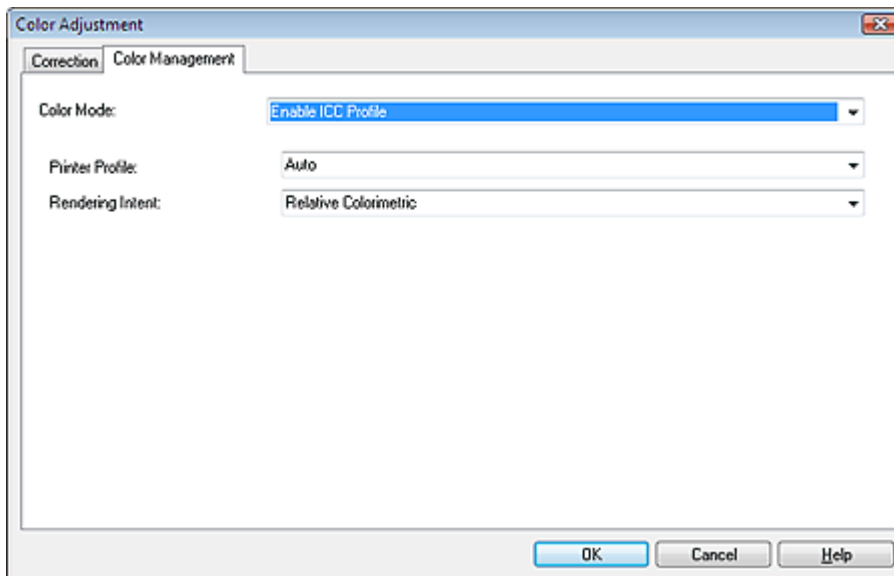 Color Adjustment
Correction Color Management
Color Mode: Enable ICC Profile
Printer Profile: Auto
Rendering Intent: Relative Colorimetric
OK Cancel Help